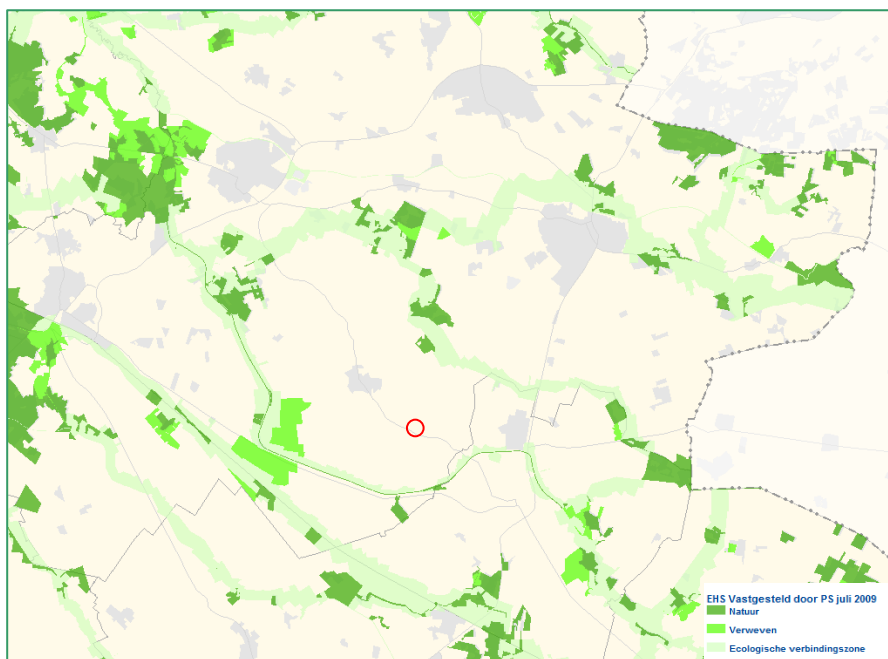 EHS Vastgesteld door PS juli 2009
Natuur
Verweven
Ecologische verbindingszone